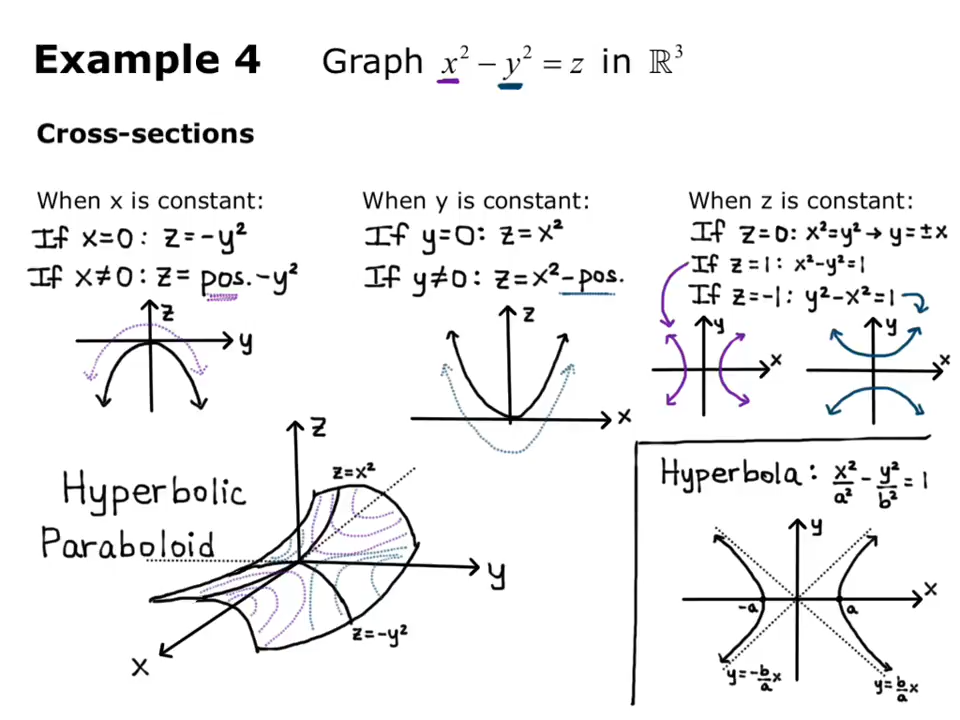 Example 4 Graph x² − y² = z in ℝ³
Cross-sections
When x is constant:
If x=0: z=-y²
If x≠0: z= pos.-y²
z
y
When y is constant:
If y=0: z=x²
If y≠0: z=x²-pos.
z
x
When z is constant:
If z=0: x²=y² → y=±x
If z=1: x²-y²=1
If z=-1: y²-x²=1
y
x
y
x
Hyperbolic
Paraboloid
z
z=x²
y
z=-y²
x
Hyperbola: x²/a² - y²/b² = 1
y
x
-a
a
y=-b/a x
y=b/a x